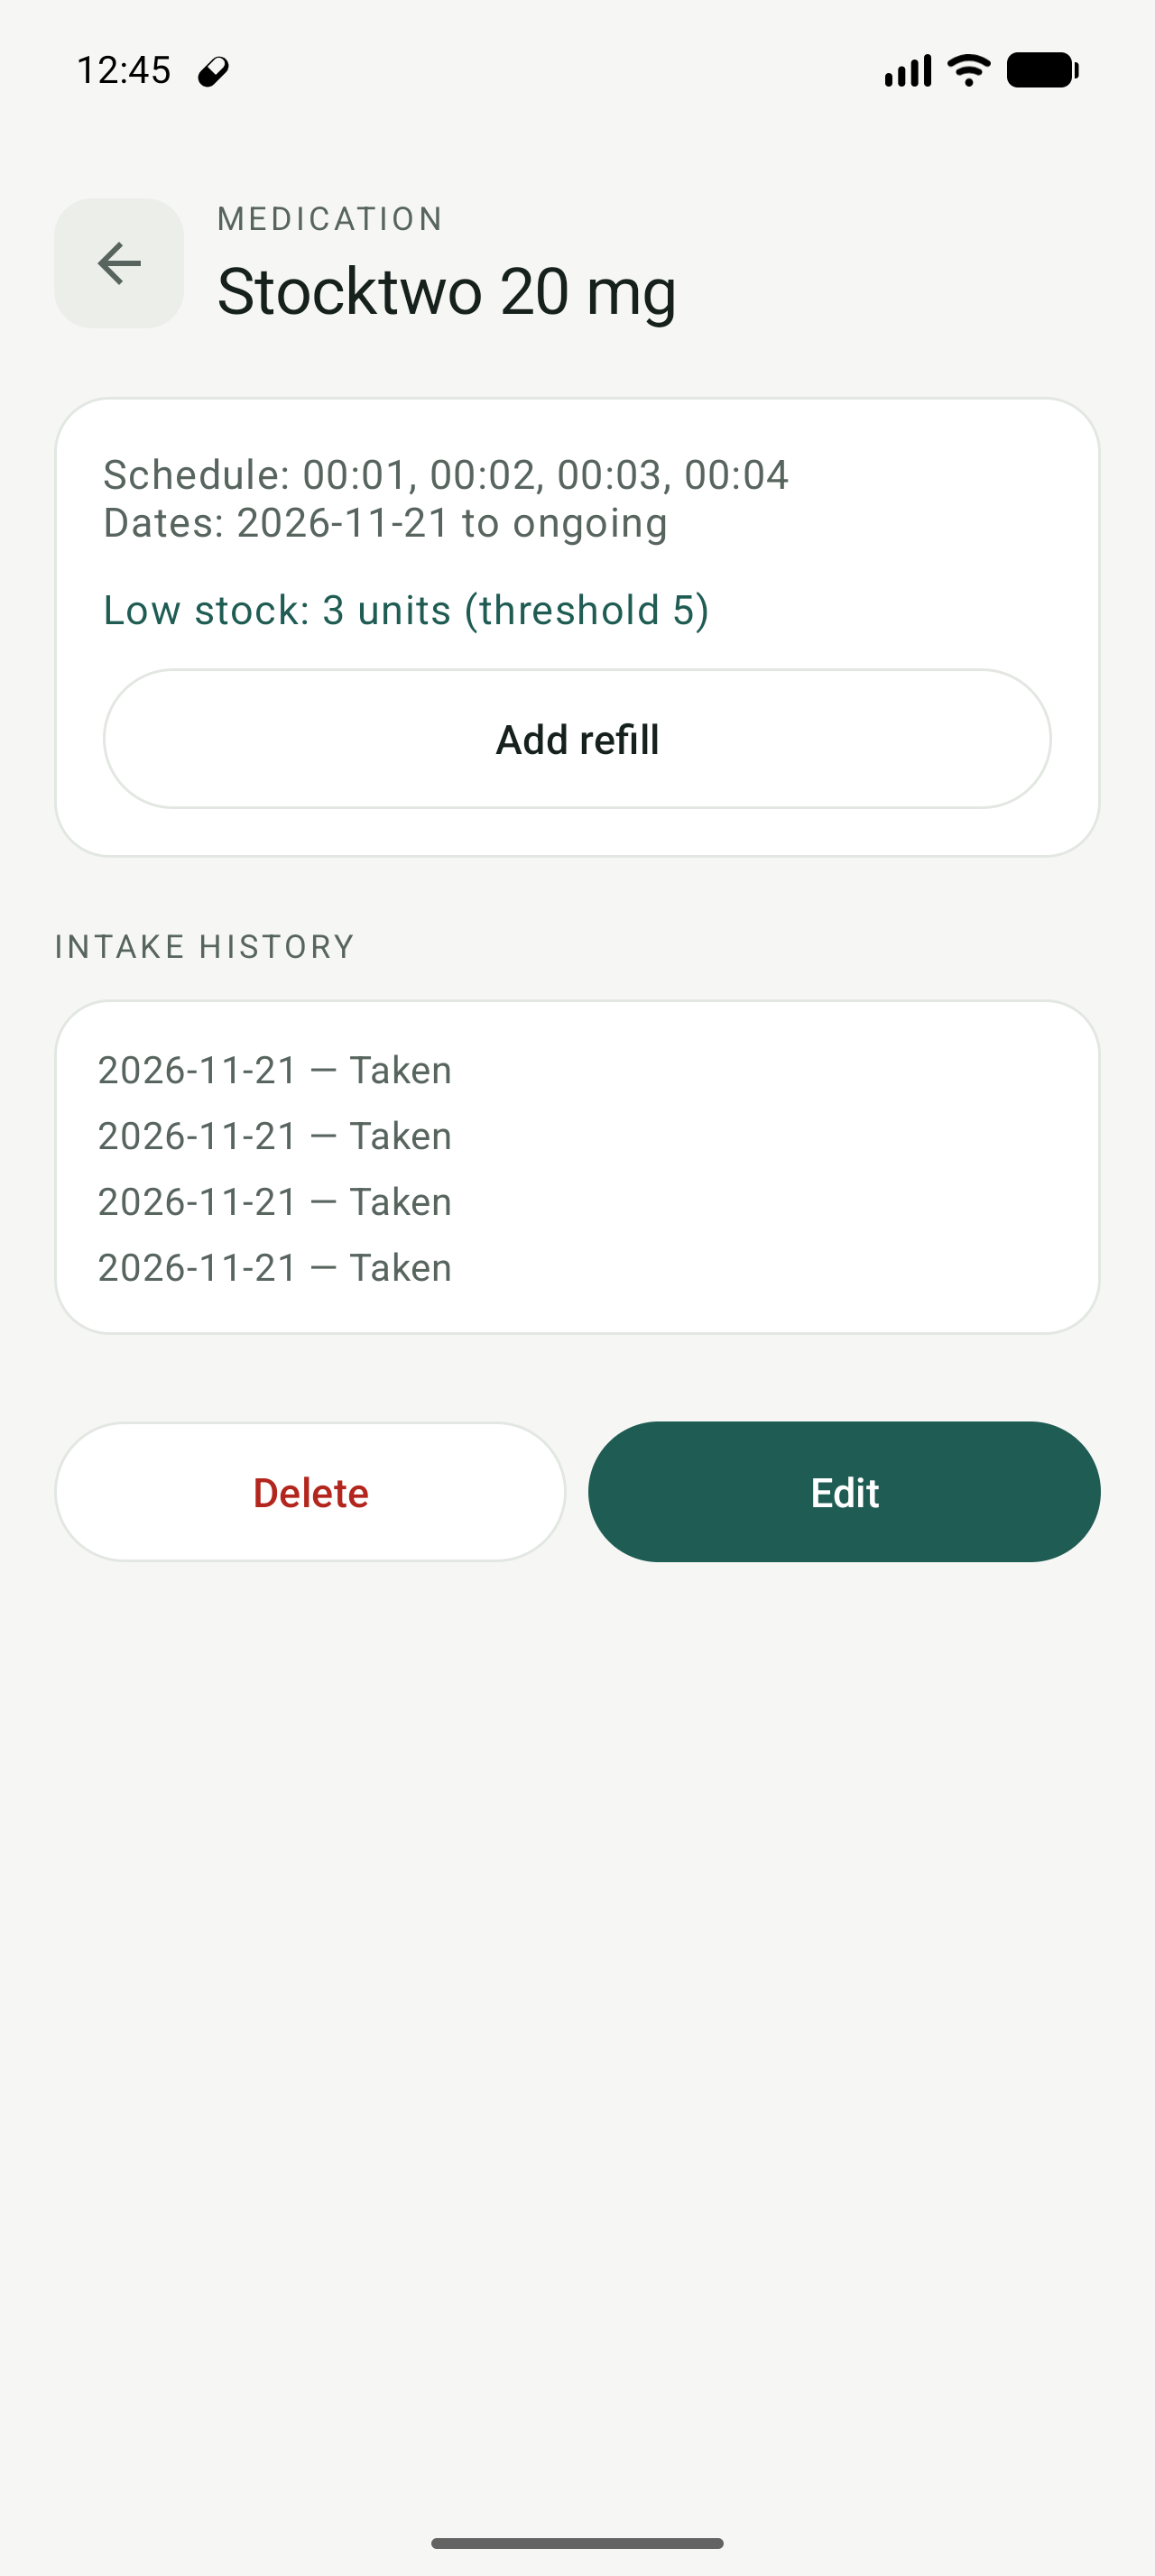 12:45
MEDICATION
Stocktwo 20 mg
Schedule: 00:01, 00:02, 00:03, 00:04
Dates: 2026-11-21 to ongoing
Low stock: 3 units (threshold 5)
Add refill
INTAKE HISTORY
2026-11-21 — Taken
2026-11-21 — Taken
2026-11-21 — Taken
2026-11-21 — Taken
Delete
Edit